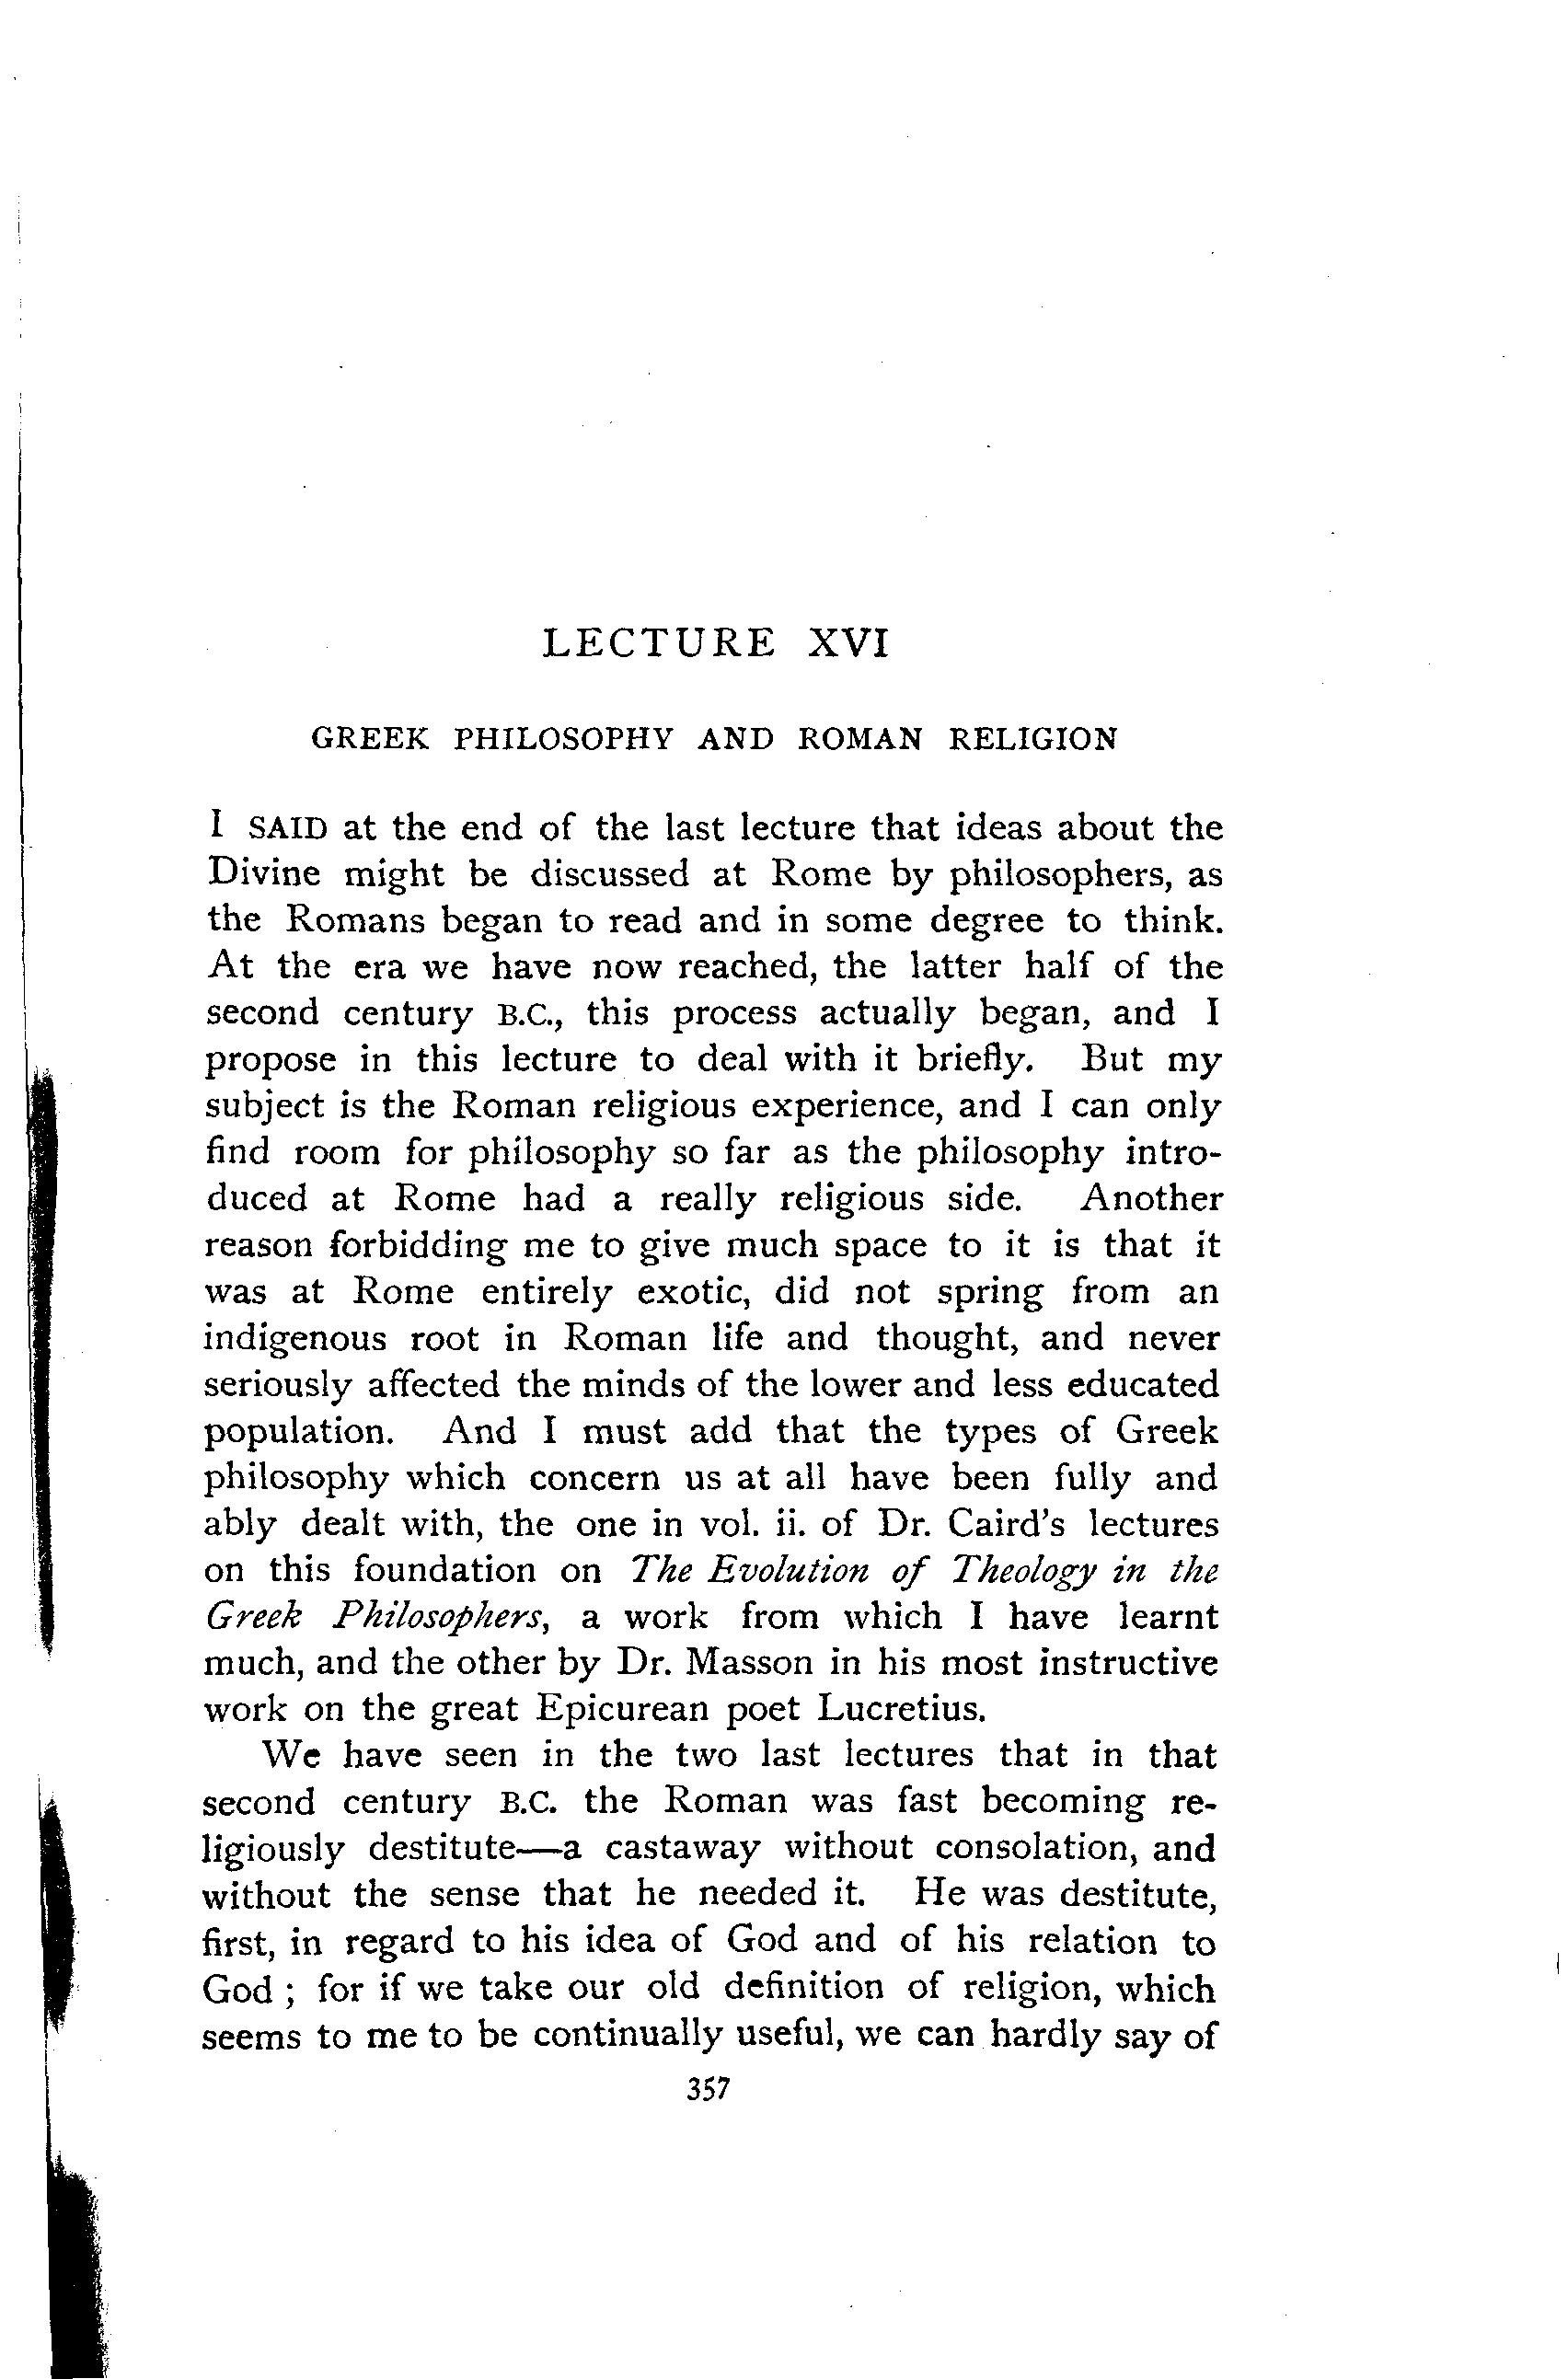 LECTURE XVI
GREEK PHILOSOPHY AND ROMAN RELIGION
I SAID at the end of the last lecture that ideas about the
Divine might be discussed at Rome by philosophers, as
the Romans began to read and in some degree to think.
At the era we have now reached, the latter half of the
second century B.C., this process actually began, and I
propose in this lecture to deal with it briefly. But my
subject is the Roman religious experience, and I can only
find room for philosophy so far as the philosophy intro-
duced at Rome had a really religious side. Another
reason forbidding me to give much space to it is that it
was at Rome entirely exotic, did not spring from an
indigenous root in Roman life and thought, and never
seriously affected the minds of the lower and less educated
population. And I must add that the types of Greek
philosophy which concern us at all have been fully and
ably dealt with, the one in vol. ii. of Dr. Caird's lectures
on this foundation on The Evolution of Theology in the
Greek Philosophers, a work from which I have learnt
much, and the other by Dr. Masson in his most instructive
work on the great Epicurean poet Lucretius.
We have seen in the two last lectures that in that
second century B.C. the Roman was fast becoming re-
ligiously destitute—a castaway without consolation, and
without the sense that he needed it. He was destitute,
first, in regard to his idea of God and of his relation to
God ; for if we take our old definition of religion, which
seems to me to be continually useful, we can hardly say of
357